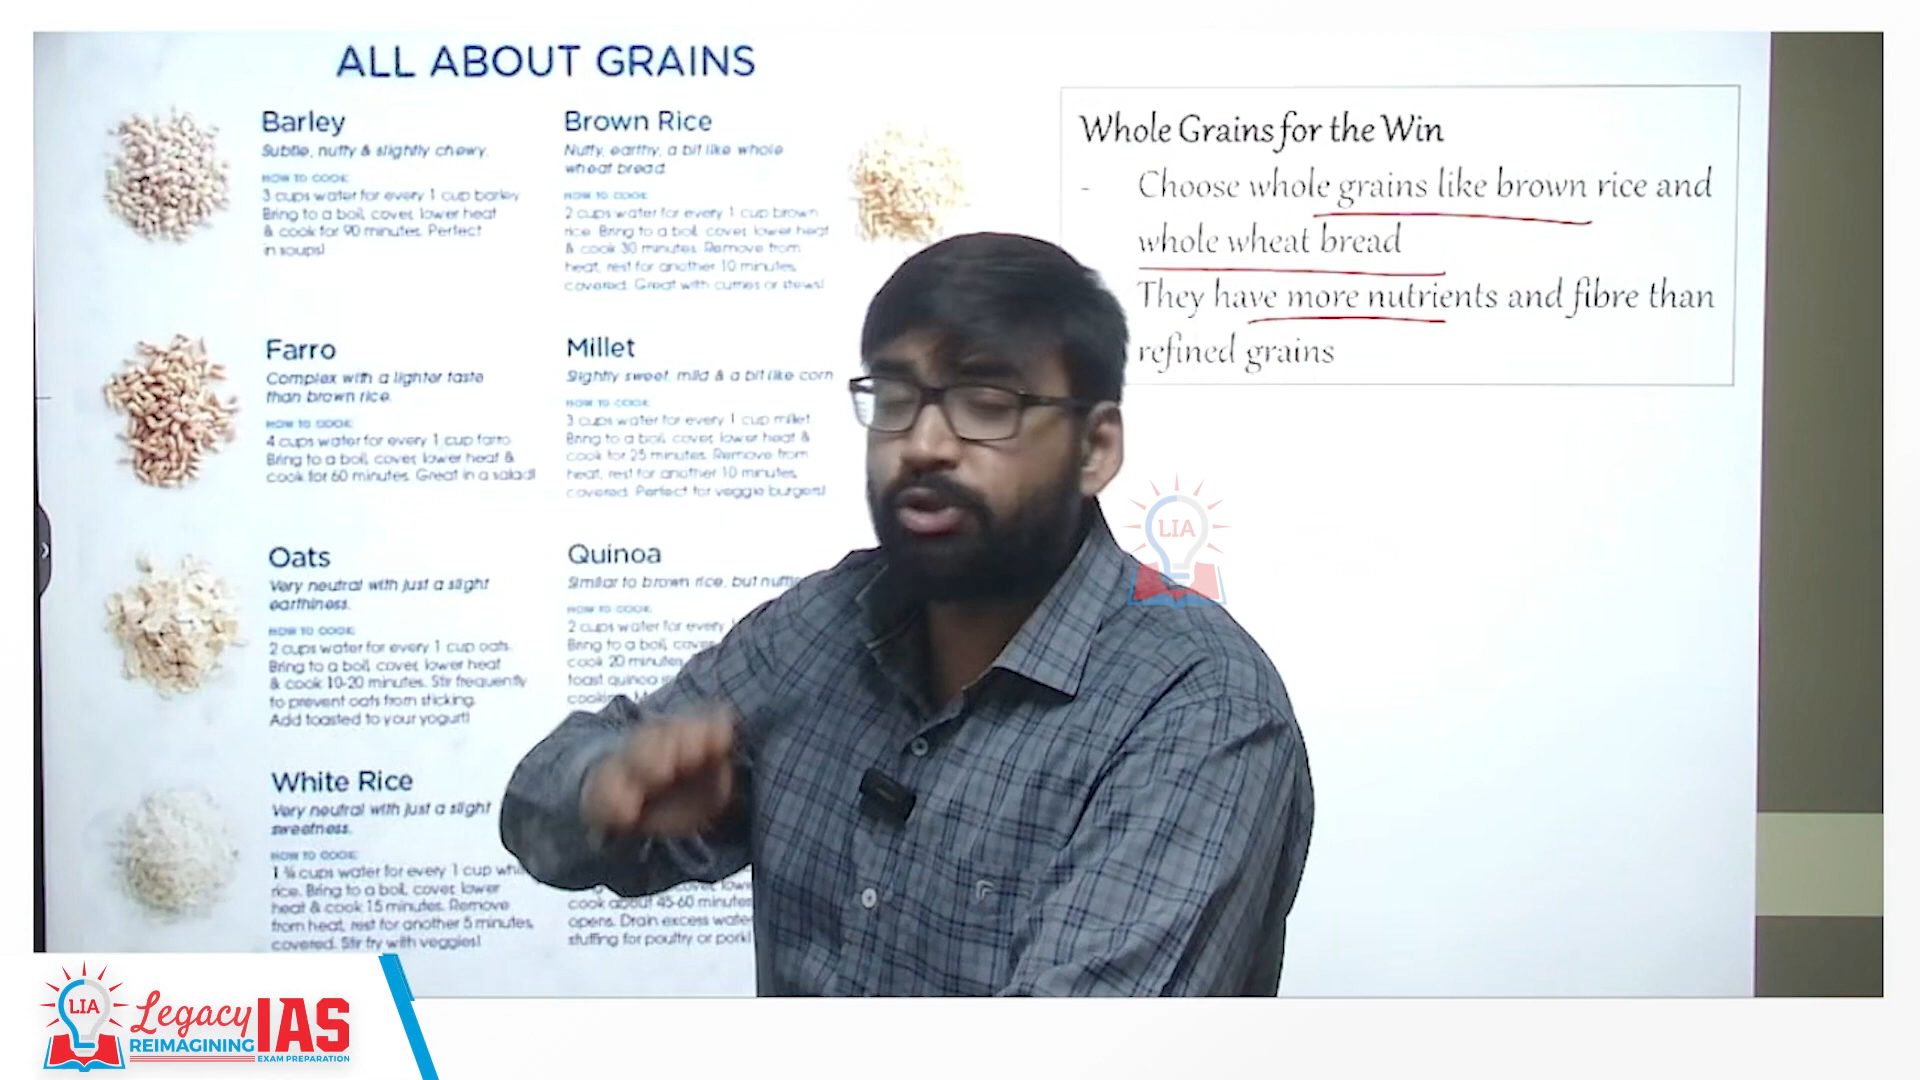 ALL ABOUT GRAINS
Barley
Subtle, nutty & slightly chewy.
HOW TO COOK:
3 cups water for every 1 cup barley
Bring to a boil, cover, lower heat
& cook for 90 minutes. Perfect
in soups!
Brown Rice
Nutty, earthy, a bit like whole
wheat bread.
HOW TO COOK:
2 cups water for every 1 cup brown
rice. Bring to a boil, cover, lower heat
& cook 30 minutes. Remove from
heat, rest for another 10 minutes,
covered. Great with curries or stews!
Farro
Complex with a lighter taste
than brown rice.
HOW TO COOK:
4 cups water for every 1 cup farro.
Bring to a boil, cover, lower heat &
cook for 60 minutes. Great in a salad!
Millet
Slightly sweet, mild & a bit like corn
HOW TO COOK:
3 cups water for every 1 cup millet
Bring to a boil, cover, lower heat &
cook for 25 minutes. Remove from
heat, rest for another 10 minutes,
covered. Perfect for veggie burgers!
Oats
Very neutral with just a slight
earthiness.
HOW TO COOK:
2 cups water for every 1 cup oats.
Bring to a boil, cover, lower heat
& cook 10-20 minutes. Stir frequently
to prevent oats from sticking.
Add toasted to your yogurt!
Quinoa
Similar to brown rice, but
HOW TO COOK:
2 cups water for every
Bring to a boil,
cook 20
toast quinoa
White Rice
Very neutral with just a slight
sweetness.
HOW TO COOK:
1 ¾ cups water for every 1 cup
rice. Bring to a boil, cover, lower
heat & cook 15 minutes. Remove
from heat, rest for another 5 minutes,
covered. Stir fry with veggies!
cook about 45-60 minutes
opens. Drain excess
stuffing for poultry or pork!
Whole Grains for the Win
- Choose whole grains like brown rice and
whole wheat bread
They have more nutrients and fibre than
refined grains
LIA
LIA
Legacy IAS
REIMAGINING
EXAM PREPARATION